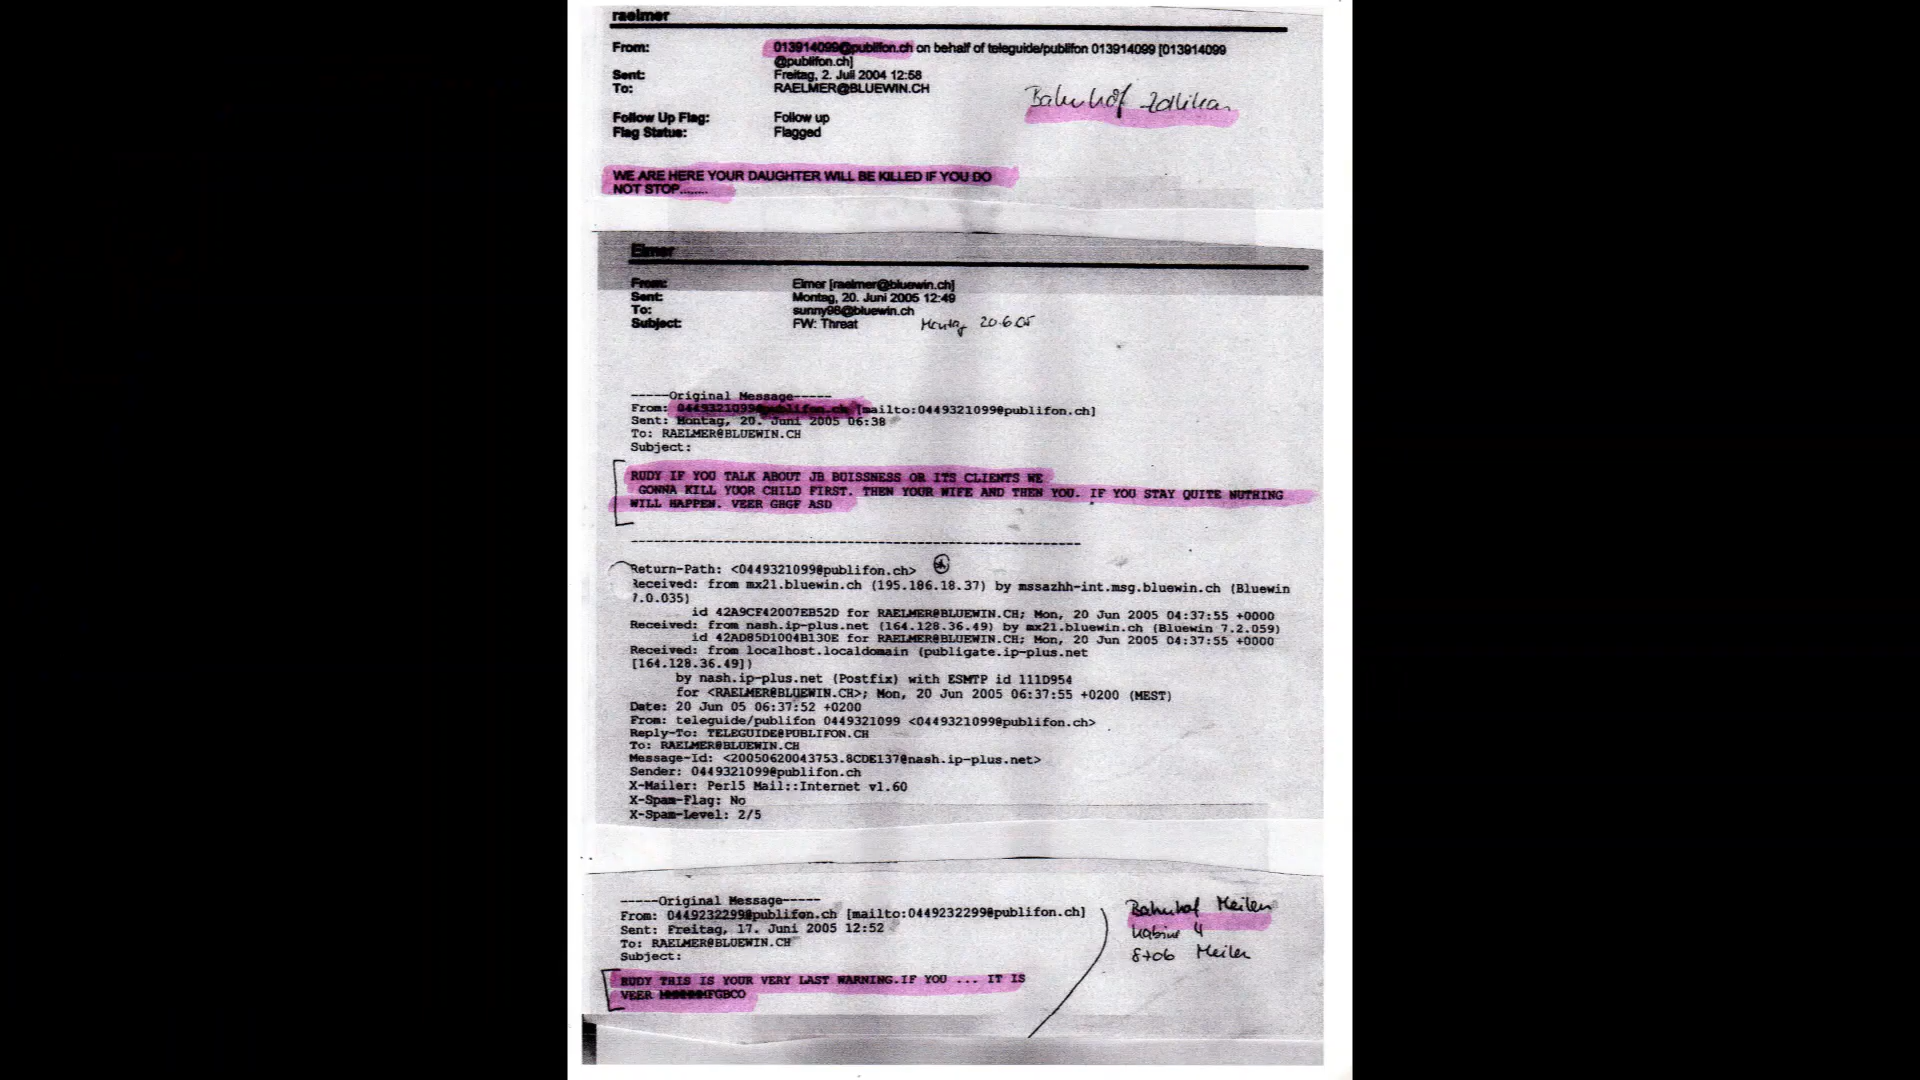 raelmer
From: 013914099@publifon.ch on behalf of teleguide/publifon 013914099 [013914099
@publifon.ch]
Sent: Freitag, 2. Juli 2004 12:58
To: RAELMER@BLUEWIN.CH
Bahnhof
Follow Up Flag: Follow up
Flag Status: Flagged
WE ARE HERE YOUR DAUGHTER WILL BE KILLED IF YOU DO
NOT STOP........
Elmer
From: Elmer [raelmer@bluewin.ch]
Sent: Montag, 20. Juni 2005 12:49
To: sunny98@bluewin.ch
Subject: FW: Threat Montag 20.6.05
-----Original Message-----
From: 0449321099@publifon.ch [mailto:0449321099@publifon.ch]
Sent: Montag, 20. Juni 2005 06:38
To: RAELMER@BLUEWIN.CH
Subject:
RUDY IF YOU TALK ABOUT JB BUISSNESS OR ITS CLIENTS WE
GONNA KILL YUOR CHILD FIRST. THEN YOUR WIFE AND THEN YOU. IF YOU STAY QUITE NUTHING
WILL HAPPEN. VEER GBGF ASD
------------------------------------------------------------
Return-Path: <0449321099@publifon.ch>
Received: from mx21.bluewin.ch (195.186.18.37) by mssazhh-int.msg.bluewin.ch (Bluewin
7.0.035)
id 42A9CF42007EB52D for RAELMER@BLUEWIN.CH; Mon, 20 Jun 2005 04:37:55 +0000
Received: from nash.ip-plus.net (164.128.36.49) by mx21.bluewin.ch (Bluewin 7.2.059)
id 42AD85D1004B130E for RAELMER@BLUEWIN.CH; Mon, 20 Jun 2005 04:37:55 +0000
Received: from localhost.localdomain (publigate.ip-plus.net
[164.128.36.49])
by nash.ip-plus.net (Postfix) with ESMTP id 111D954
for <RAELMER@BLUEWIN.CH>; Mon, 20 Jun 2005 06:37:55 +0200 (MEST)
Date: 20 Jun 05 06:37:52 +0200
From: teleguide/publifon 0449321099 <0449321099@publifon.ch>
Reply-To: TELEGUIDE@PUBLIFON.CH
To: RAELMER@BLUEWIN.CH
Message-Id: <20050620043753.8CDE137@nash.ip-plus.net>
Sender: 0449321099@publifon.ch
X-Mailer: Perl5 Mail::Internet v1.60
X-Spam-Flag: No
X-Spam-Level: 2/5
-----Original Message-----
From: 0449232299@publifon.ch [mailto:0449232299@publifon.ch]
Sent: Freitag, 17. Juni 2005 12:52
To: RAELMER@BLUEWIN.CH
Subject:
Bahnhof Meilen
Kabine 4
8706 Meilen
RUDY THIS IS YOUR VERY LAST WARNING.IF YOU ... IT IS
VEER